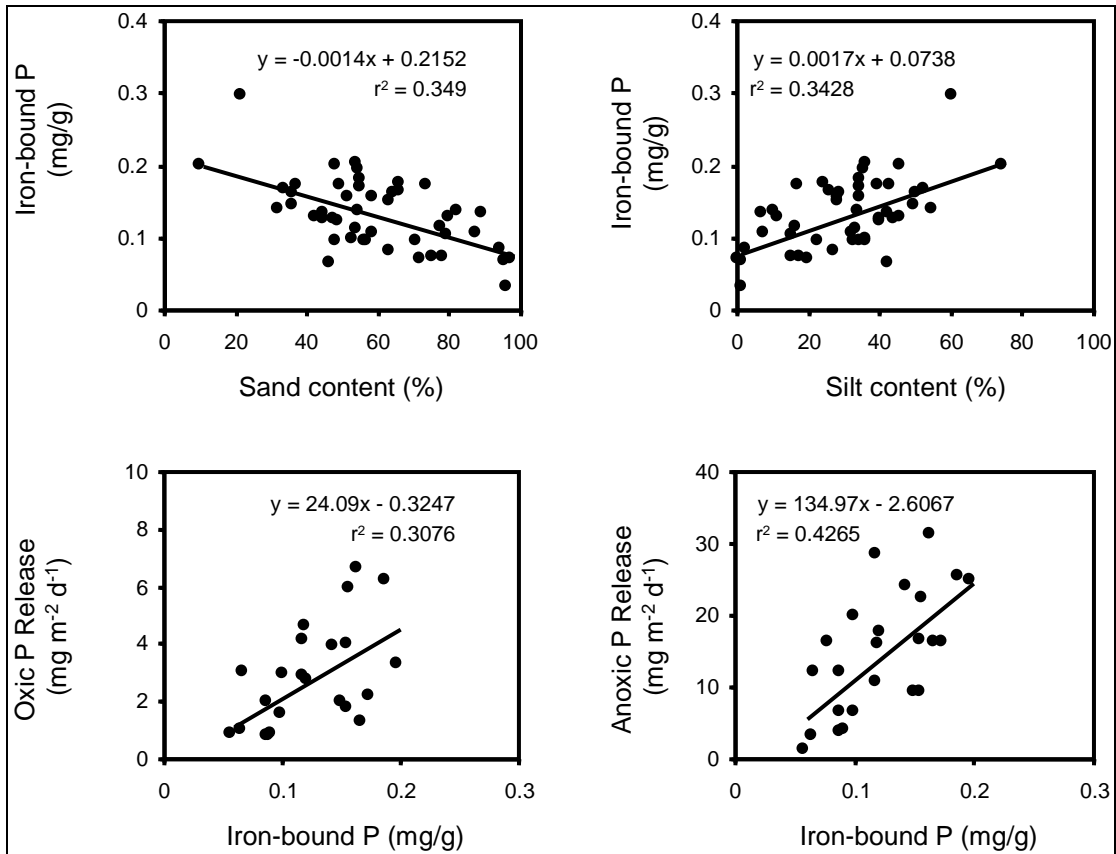 Iron-bound P
(mg/g)
0.4
0.3
0.2
0.1
0
y = -0.0014x + 0.2152
r² = 0.349
0 20 40 60 80 100
Sand content (%)
Iron-bound P
(mg/g)
0.4
0.3
0.2
0.1
0
y = 0.0017x + 0.0738
r² = 0.3428
0 20 40 60 80 100
Silt content (%)
Oxic P Release
(mg m⁻² d⁻¹)
10
8
6
4
2
0
y = 24.09x - 0.3247
r² = 0.3076
0 0.1 0.2 0.3
Iron-bound P (mg/g)
Anoxic P Release
(mg m⁻² d⁻¹)
40
30
20
10
0
y = 134.97x - 2.6067
r² = 0.4265
0 0.1 0.2 0.3
Iron-bound P (mg/g)